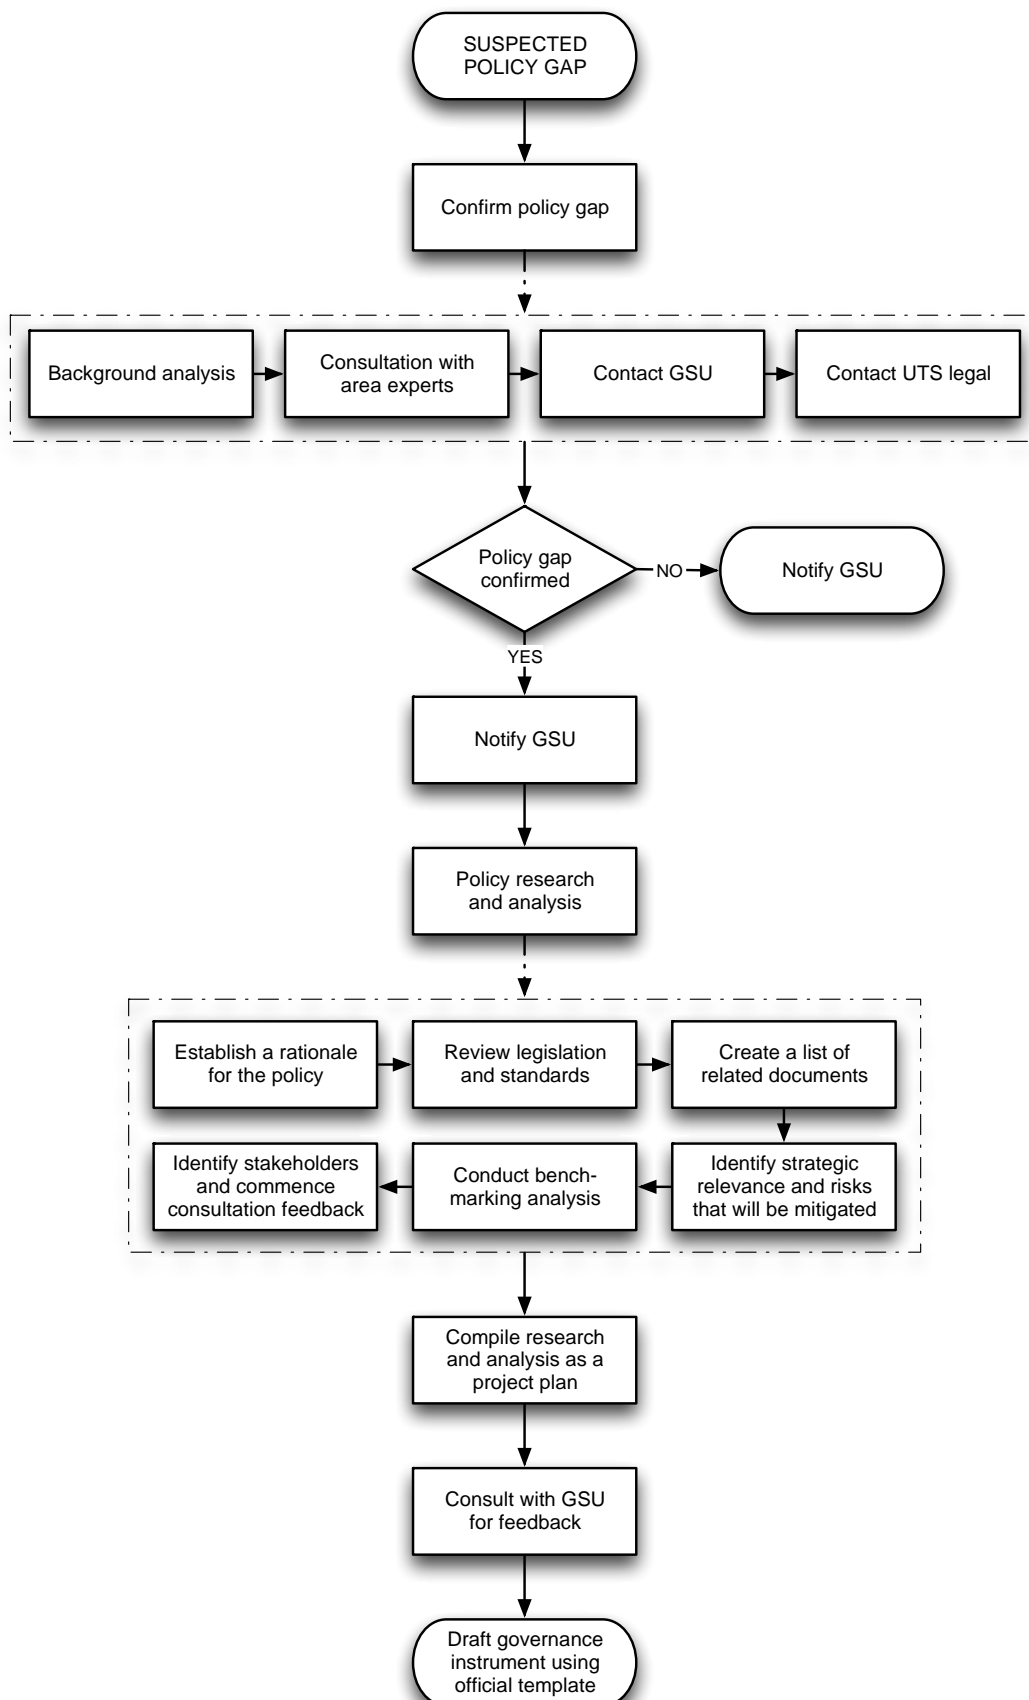 SUSPECTED
POLICY GAP
Confirm policy gap
Background analysis
Consultation with
area experts
Contact GSU
Contact UTS legal
Policy gap
confirmed
NO
Notify GSU
YES
Notify GSU
Policy research
and analysis
Establish a rationale
for the policy
Review legislation
and standards
Create a list of
related documents
Identify stakeholders
and commence
consultation feedback
Conduct bench-
marking analysis
Identify strategic
relevance and risks
that will be mitigated
Compile research
and analysis as a
project plan
Consult with GSU
for feedback
Draft governance
instrument using
official template